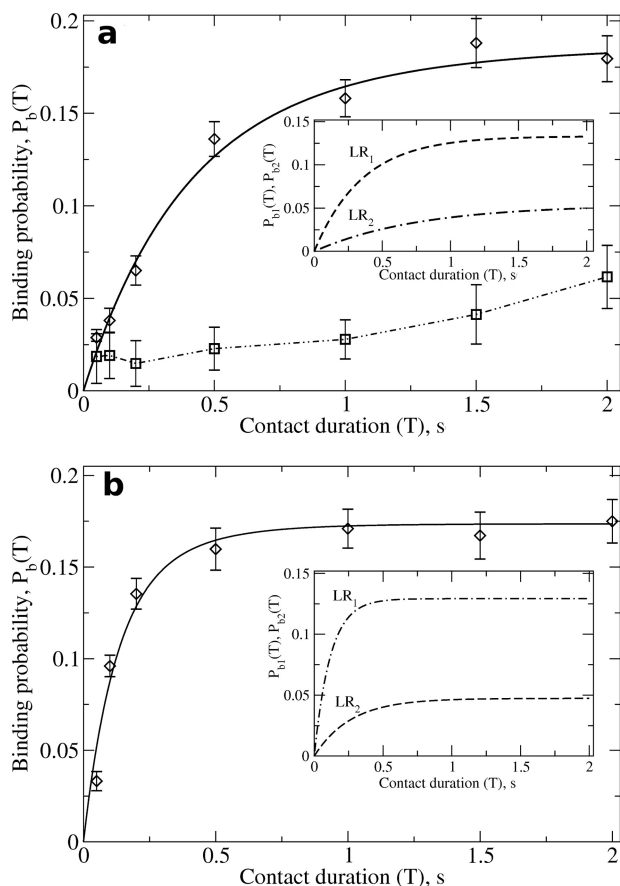 a
0.2
0.15
0.1
0.05
0
Binding probability, P_b(T)
0.15
0.1
0.05
0
P_b1(T), P_b2(T)
LR_1
LR_2
0 0.5 1 1.5 2
Contact duration (T), s
0 0.5 1 1.5 2
Contact duration (T), s
b
0.2
0.15
0.1
0.05
0
Binding probability, P_b(T)
0.15
0.1
0.05
0
P_b1(T), P_b2(T)
LR_1
LR_2
0 0.5 1 1.5 2
Contact duration (T), s
0 0.5 1 1.5 2
Contact duration (T), s